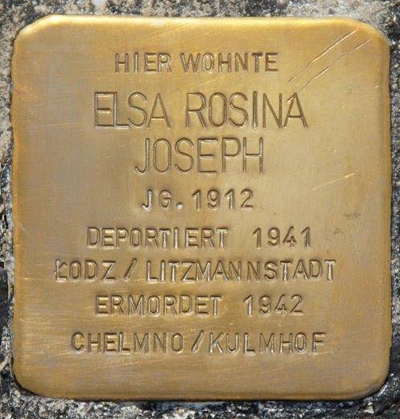 HIER WOHNTE
ELSA ROSINA
JOSEPH
JG. 1912
DEPORTIERT 1941
ŁODZ / LITZMANNSTADT
ERMORDET 1942
CHELMNO / KULMHOF